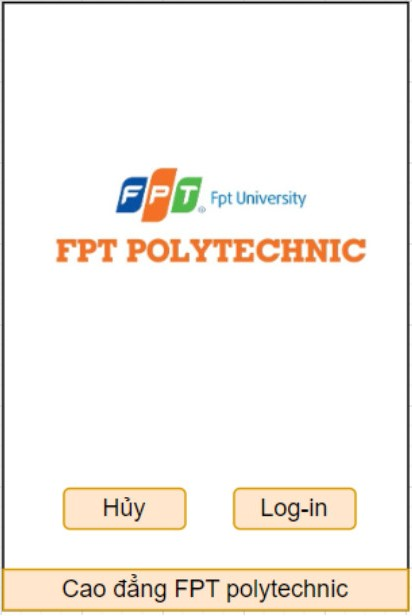 FPT Fpt University
FPT POLYTECHNIC
Hủy Log-in
Cao đẳng FPT polytechnic